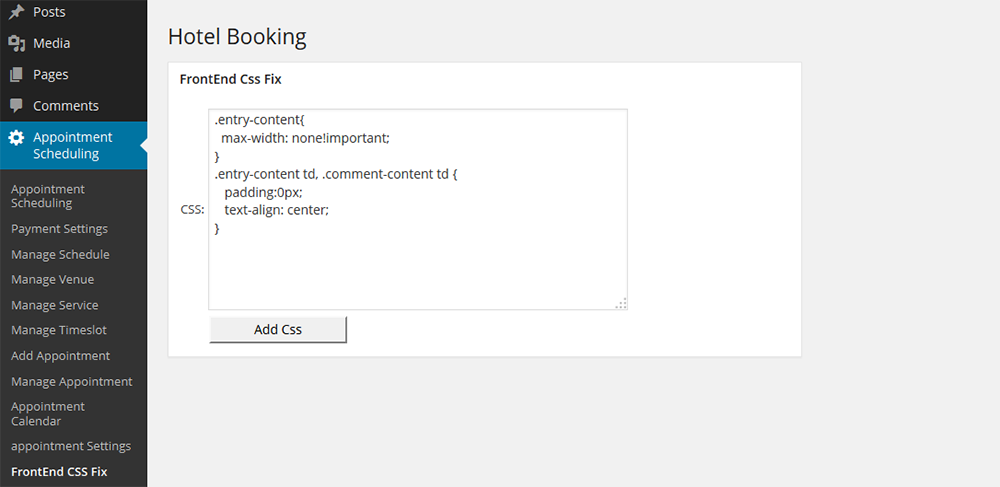 Posts
Media
Pages
Comments
Appointment
Scheduling
Appointment
Scheduling
Payment Settings
Manage Schedule
Manage Venue
Manage Service
Manage Timeslot
Add Appointment
Manage Appointment
Appointment
Calendar
appointment Settings
FrontEnd CSS Fix
Hotel Booking
FrontEnd Css Fix
CSS:
.entry-content{
  max-width: none!important;
}
.entry-content td, .comment-content td {
   padding:0px;
   text-align: center;
}
Add Css